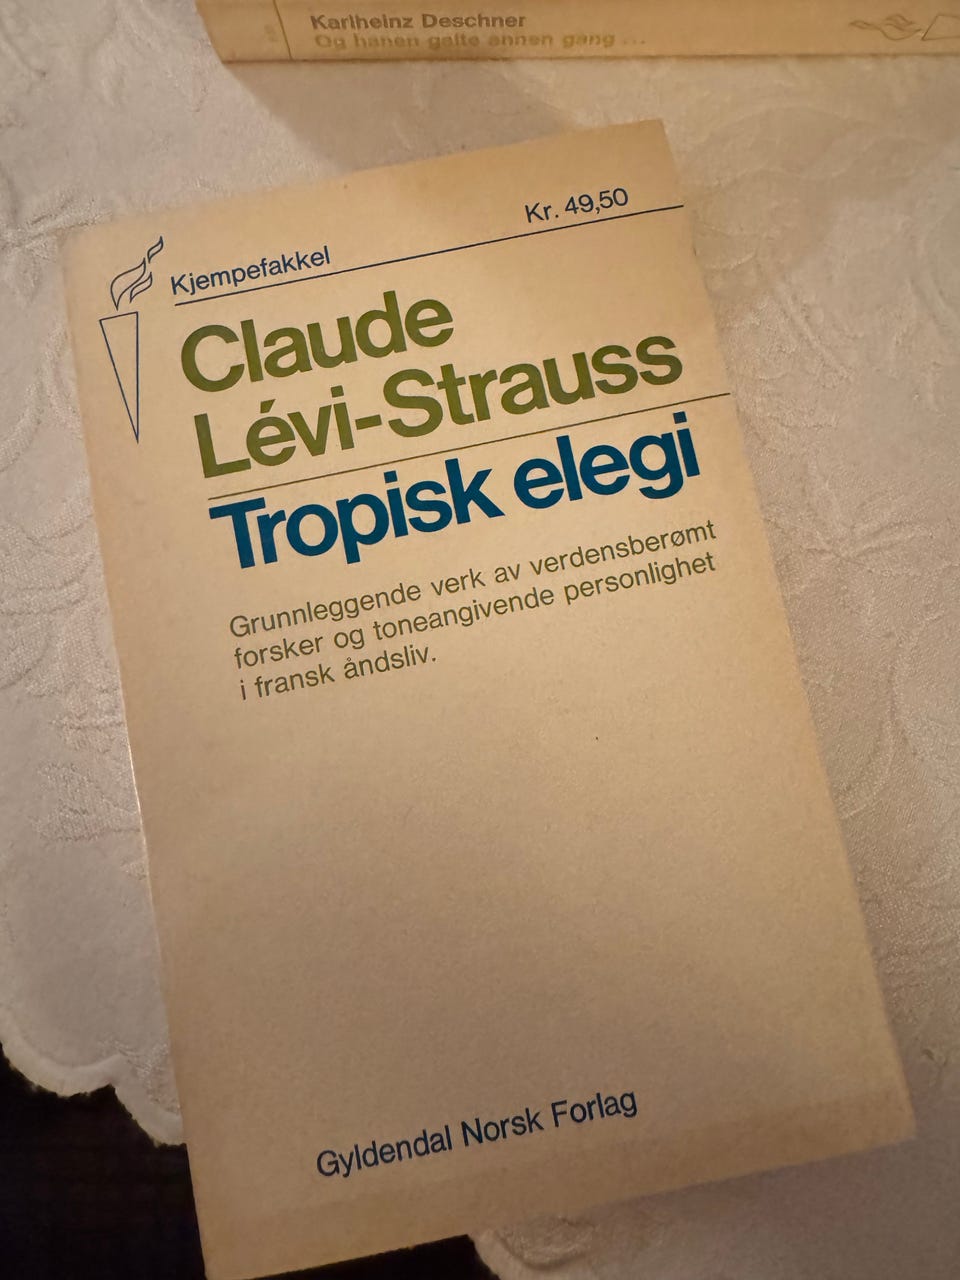 Karlheinz Deschner
Og hanen galte annen gang ...
Kjempefakkel
Kr. 49,50
Claude
Lévi-Strauss
Tropisk elegi
Grunnleggende verk av verdensberømt
forsker og toneangivende personlighet
i fransk åndsliv.
Gyldendal Norsk Forlag